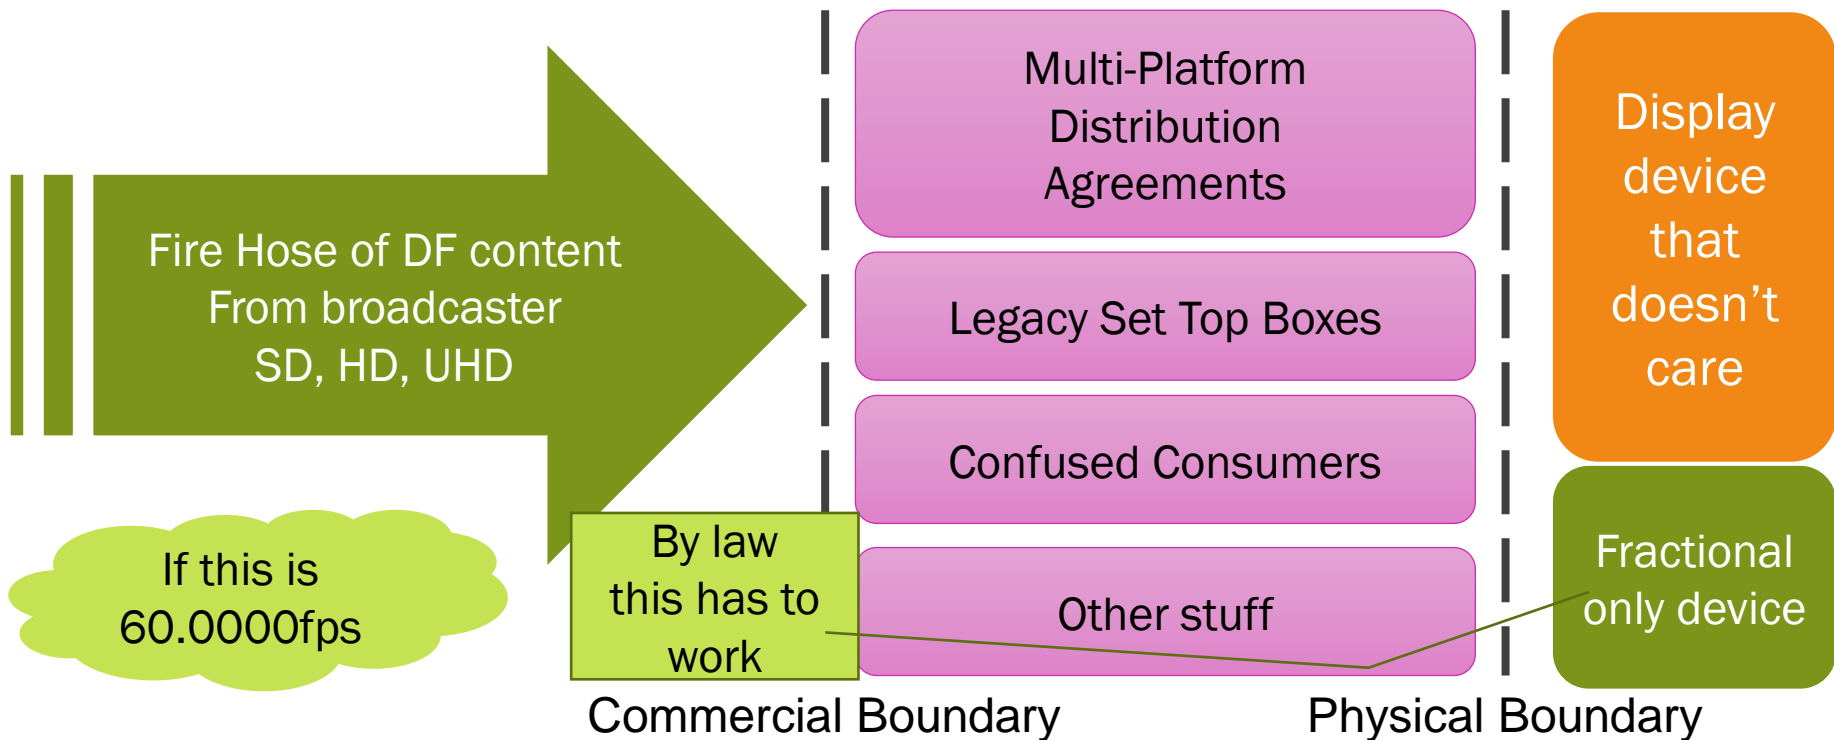 Fire Hose of DF content
From broadcaster
SD, HD, UHD
If this is
60.0000fps
By law
this has to
work
Multi-Platform
Distribution
Agreements
Legacy Set Top Boxes
Confused Consumers
Other stuff
Display
device
that
doesn’t
care
Fractional
only device
Commercial Boundary
Physical Boundary